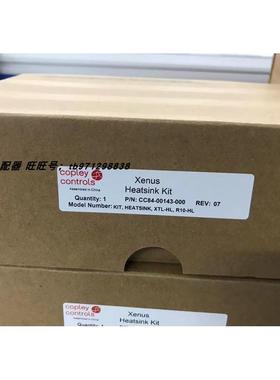 配器 旺旺号: tb971298838
copley
controls
Assembled in China
Xenus
Heatsink Kit
Quantity: 1 P/N: CC84-00143-000 REV: 07
Model Number: KIT, HEATSINK, XTL-HL, R10-HL
copley
controls
Xenus
Heatsink Kit